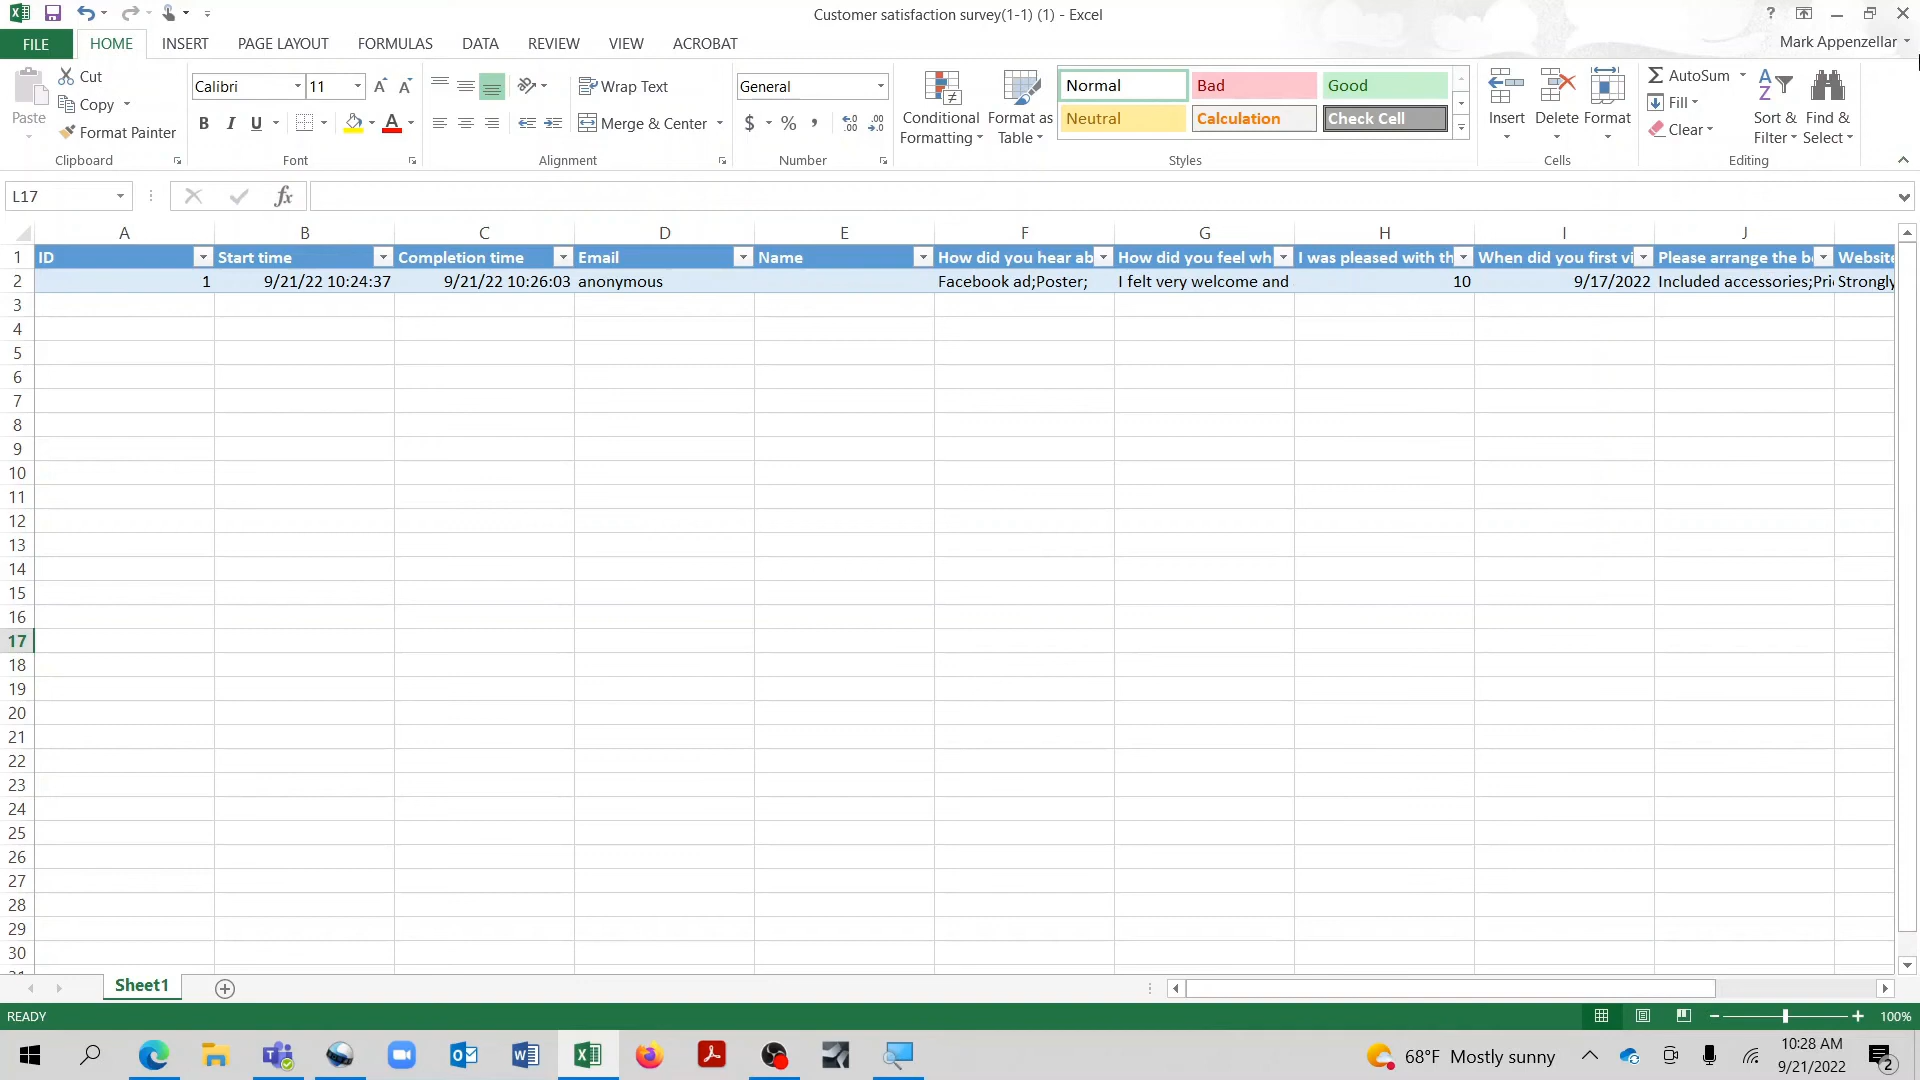 Customer satisfaction survey(1-1) (1) - Excel
FILE HOME INSERT PAGE LAYOUT FORMULAS DATA REVIEW VIEW ACROBAT Mark Appenzellar
Paste Cut Copy Format Painter Clipboard
Calibri 11 B I U A Font
Wrap Text Merge & Center Alignment
General $ % , Number
Conditional Formatting Format as Table
Normal Bad Good
Neutral Calculation Check Cell
Styles
Insert Delete Format Cells
AutoSum Fill Clear Sort & Filter Find & Select Editing
L17 fx
A B C D E F G H I J
1 ID Start time Completion time Email Name How did you hear ab How did you feel wh I was pleased with th When did you first vi Please arrange the be Website
2 1 9/21/22 10:24:37 9/21/22 10:26:03 anonymous Facebook ad;Poster; I felt very welcome and 10 9/17/2022 Included accessories;Pri Strongly
3
4
5
6
7
8
9
10
11
12
13
14
15
16
17
18
19
20
21
22
23
24
25
26
27
28
29
30
Sheet1
READY 100%
68°F Mostly sunny 10:28 AM
9/21/2022 2